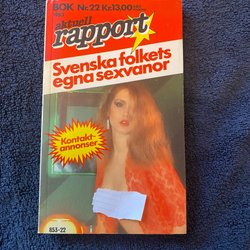 BOK Nr. 22 Kr. 13,00
aktuell
rapport
Svenska folkets
egna sexvanor
Kontakt-
annonser
853-22